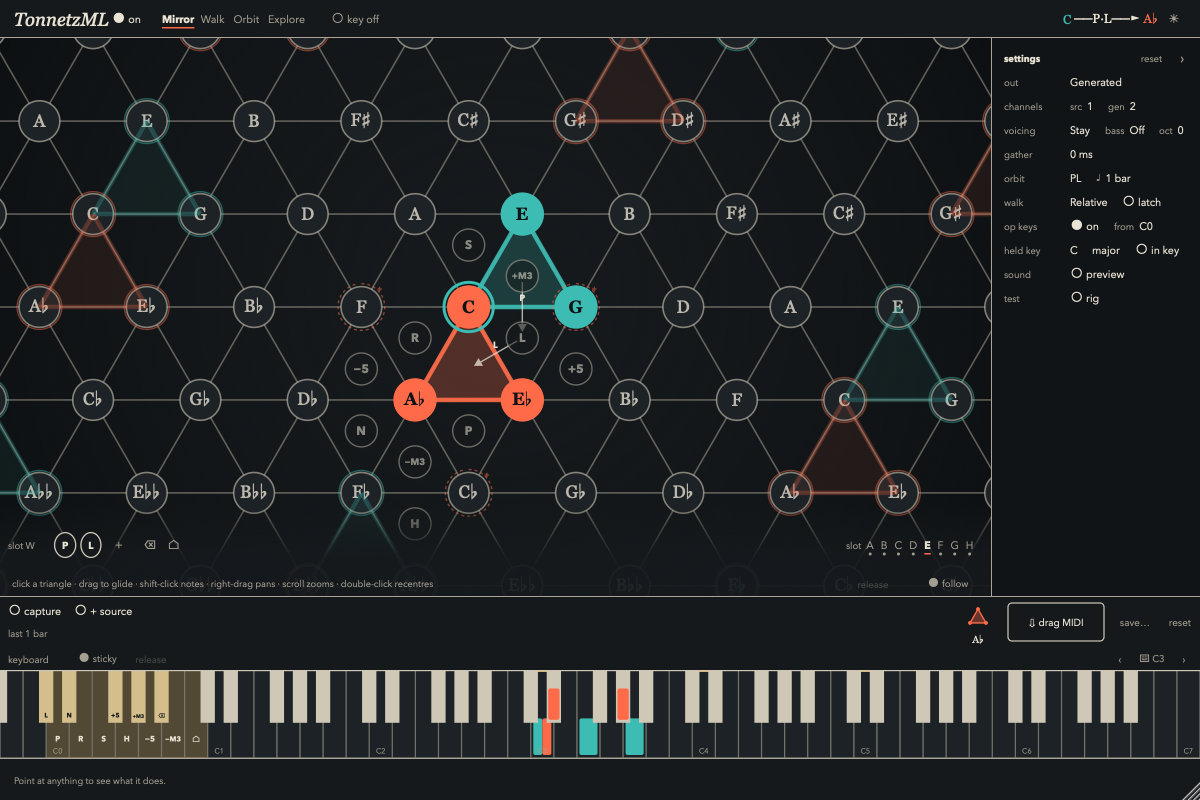 TonnetzML on Mirror Walk Orbit Explore key off C P·L A♭
settings reset ›
out Generated
channels src 1 gen 2
voicing Stay bass Off oct 0
gather 0 ms
orbit PL ♩ 1 bar
walk Relative latch
op keys on from C0
held key C major in key
sound preview
test rig
A E B F♯ C♯ G♯ D♯ A♯ E♯
C G D A E B F♯ C♯ G♯
S
+M3
P
A♭ E♭ B♭ F C G D A E
R L L
−5 +5
C♭ G♭ D♭ A♭ E♭ B♭ F C G
N P
−M3
A♭♭ E♭♭ B♭♭ F♭ C♭ G♭ D♭ A♭ E♭
H
slot W P L + slot A B C D E F G H
E♭♭ B♭♭ F♭ C♭
click a triangle · drag to glide · shift-click notes · right-drag pans · scroll zooms · double-click recentres release follow
capture + source
last 1 bar
A♭
drag MIDI save… reset
keyboard sticky release ‹ C3 ›
L N +5 +M3
P R S H −5 −M3
C0 C1 C2 C4 C5 C6 C7
Point at anything to see what it does.